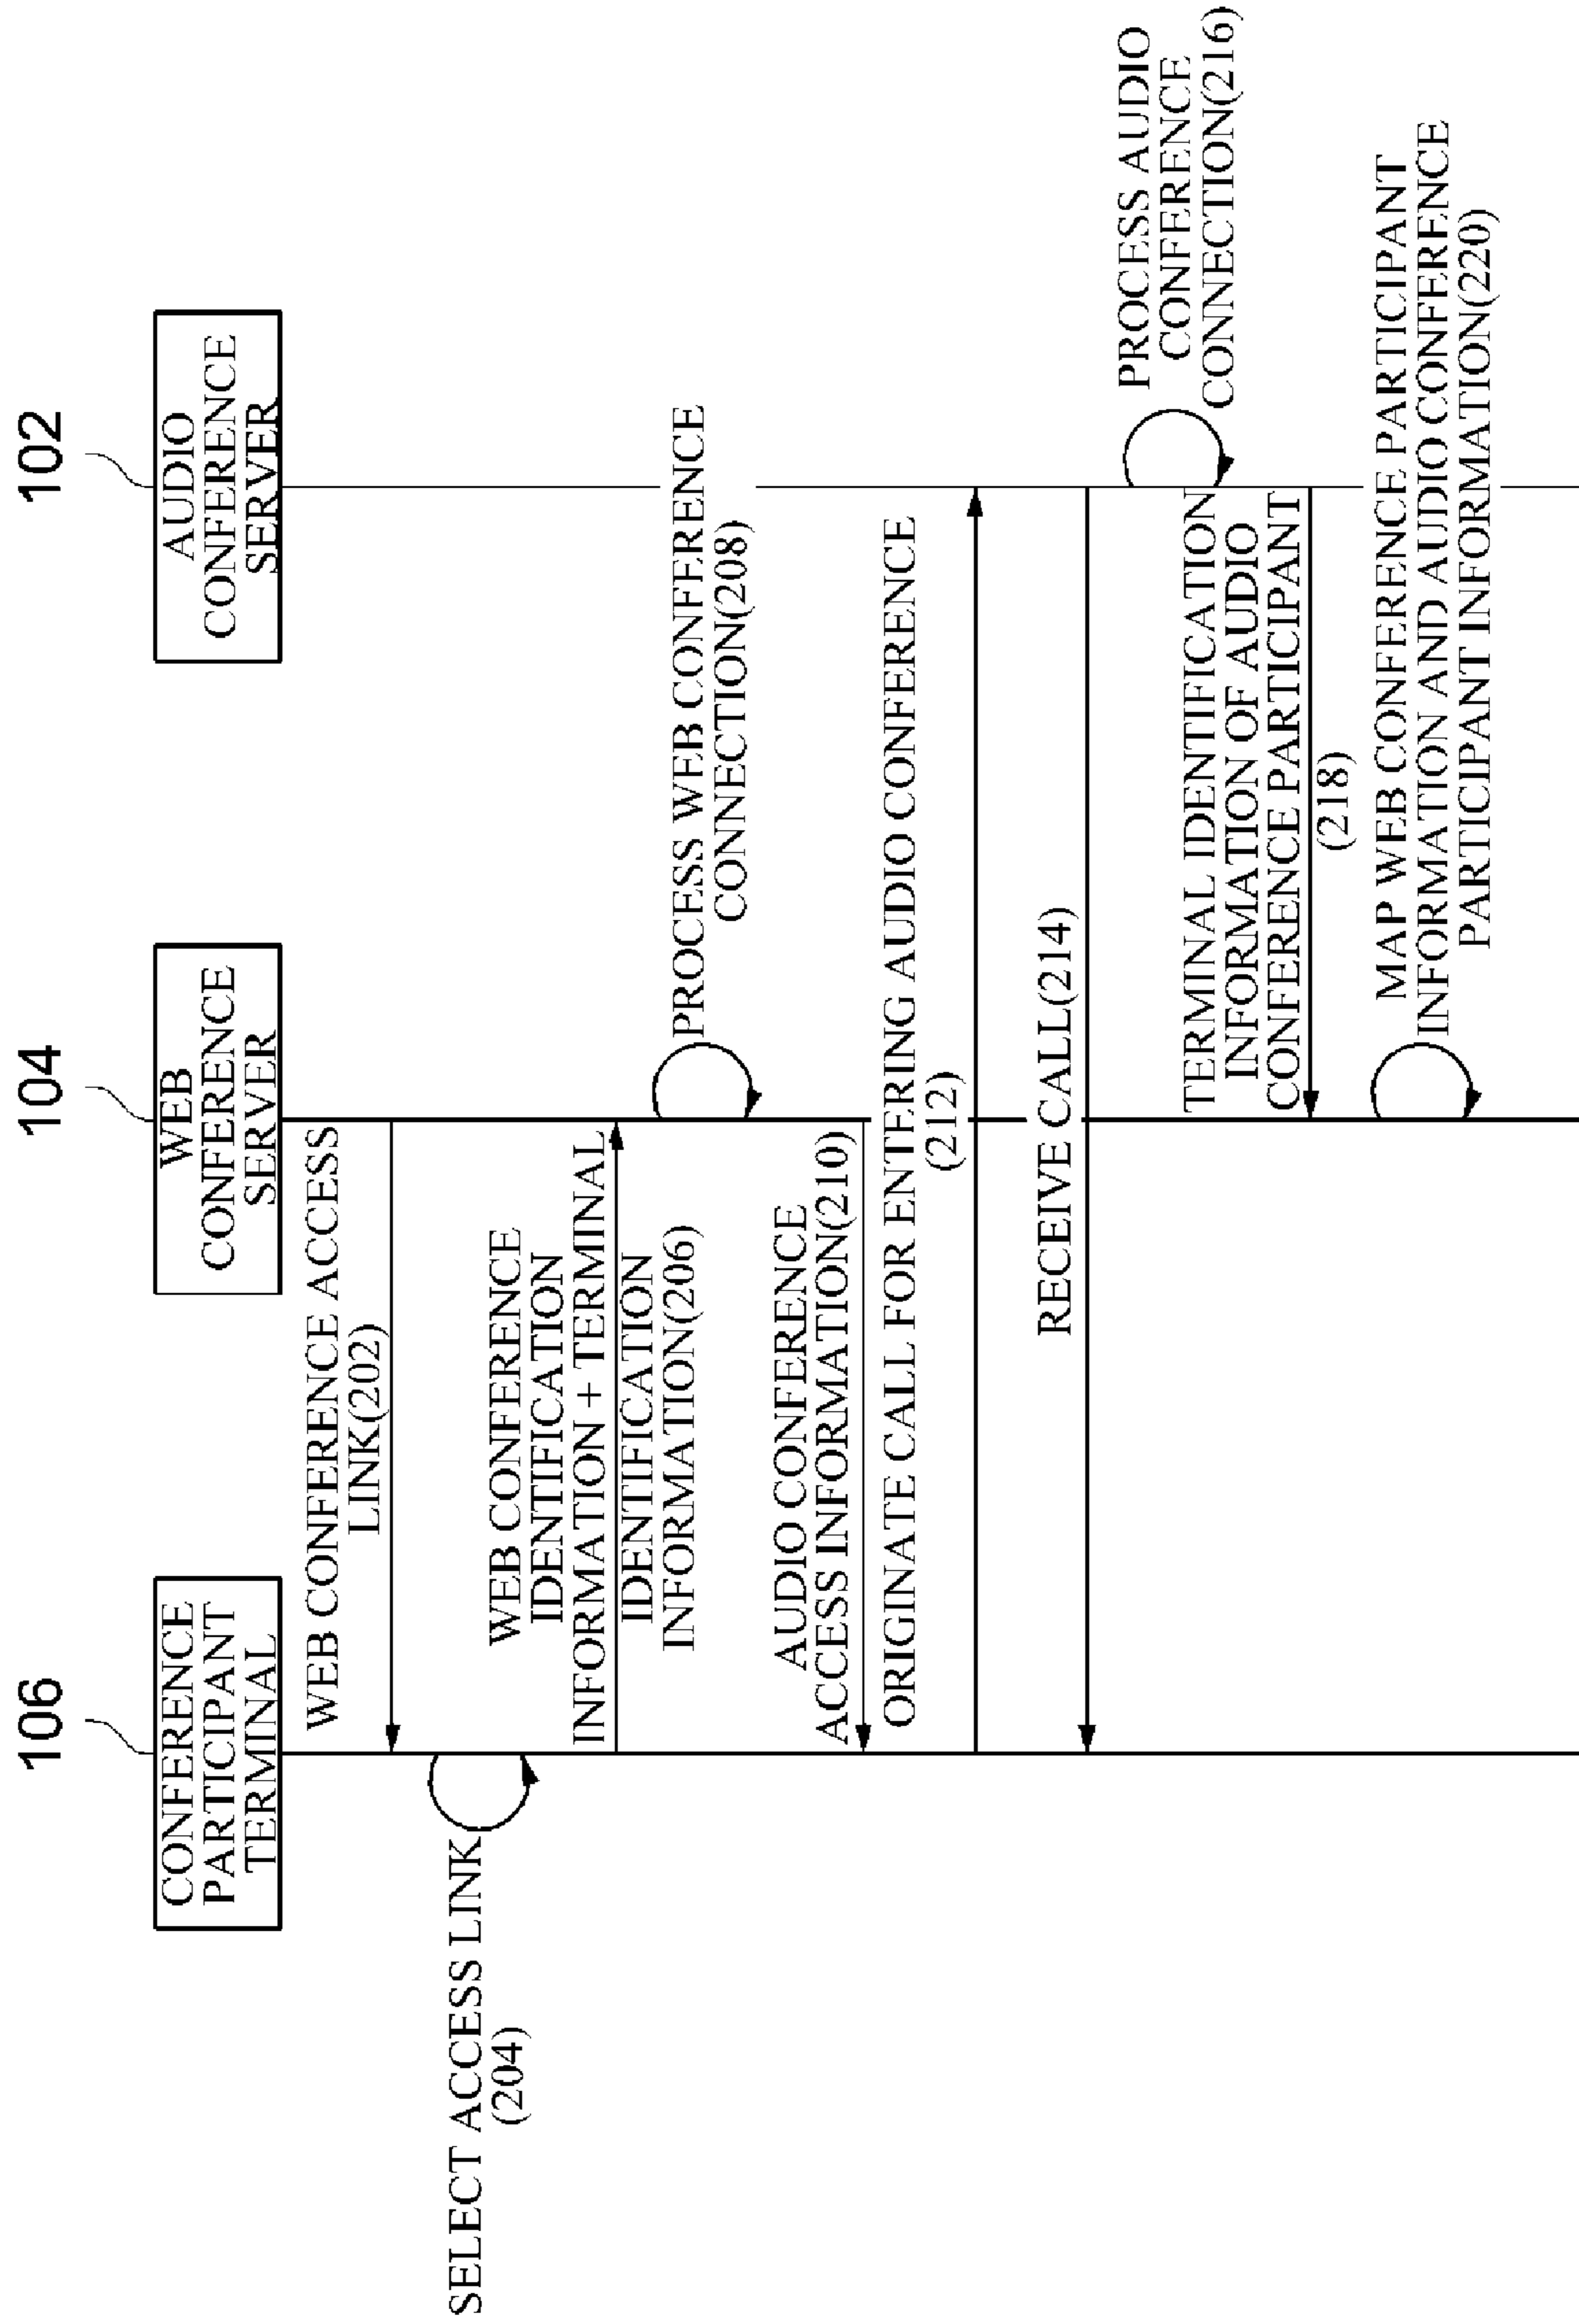 106
104
102
CONFERENCE
PARTICIPANT
TERMINAL
WEB
CONFERENCE
SERVER
AUDIO
CONFERENCE
SERVER
WEB CONFERENCE ACCESS
LINK(202)
SELECT ACCESS LINK
(204)
WEB CONFERENCE
IDENTIFICATION
INFORMATION + TERMINAL
IDENTIFICATION
INFORMATION(206)
PROCESS WEB CONFERENCE
CONNECTION(208)
AUDIO CONFERENCE
ACCESS INFORMATION(210)
ORIGINATE CALL FOR ENTERING AUDIO CONFERENCE
(212)
RECEIVE CALL(214)
PROCESS AUDIO
CONFERENCE
CONNECTION(216)
TERMINAL IDENTIFICATION
INFORMATION OF AUDIO
CONFERENCE PARTICIPANT
(218)
MAP WEB CONFERENCE PARTICIPANT
INFORMATION AND AUDIO CONFERENCE
PARTICIPANT INFORMATION(220)